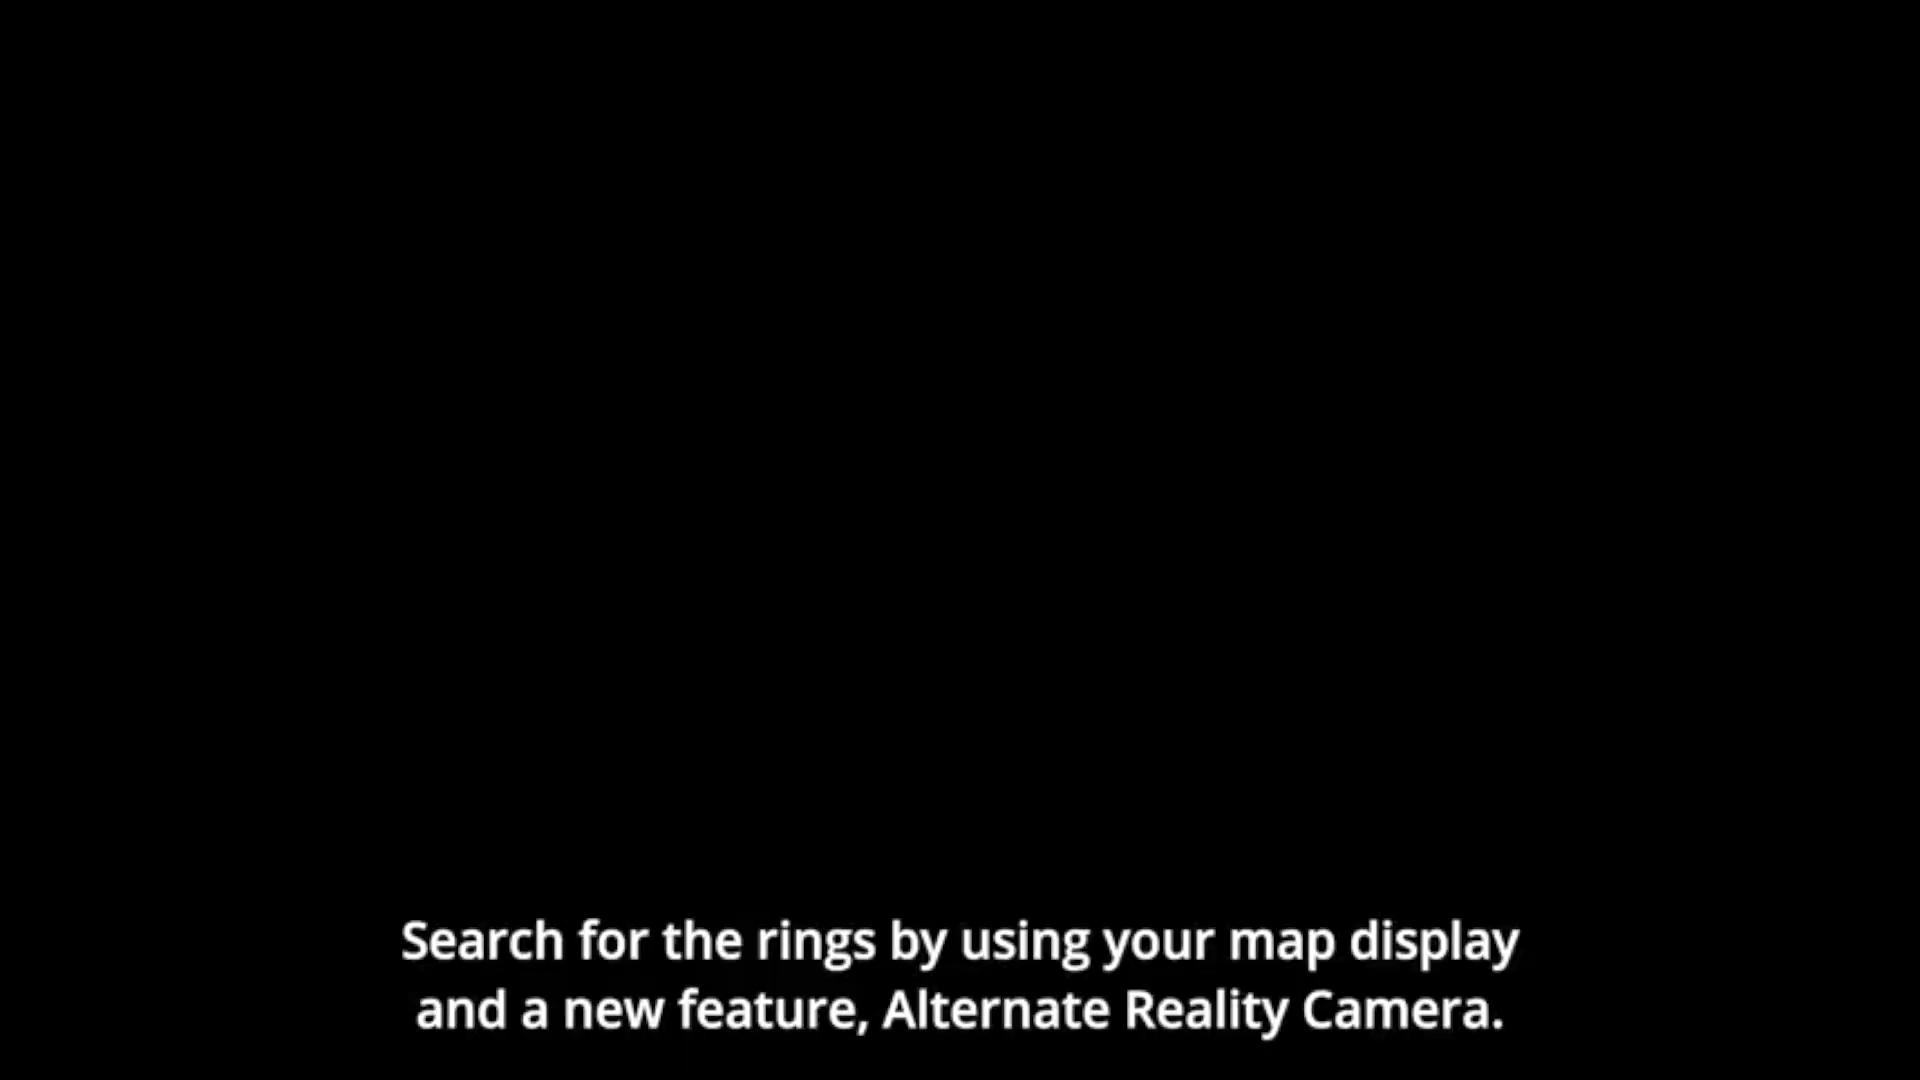 Search for the rings by using your map display
and a new feature, Alternate Reality Camera.